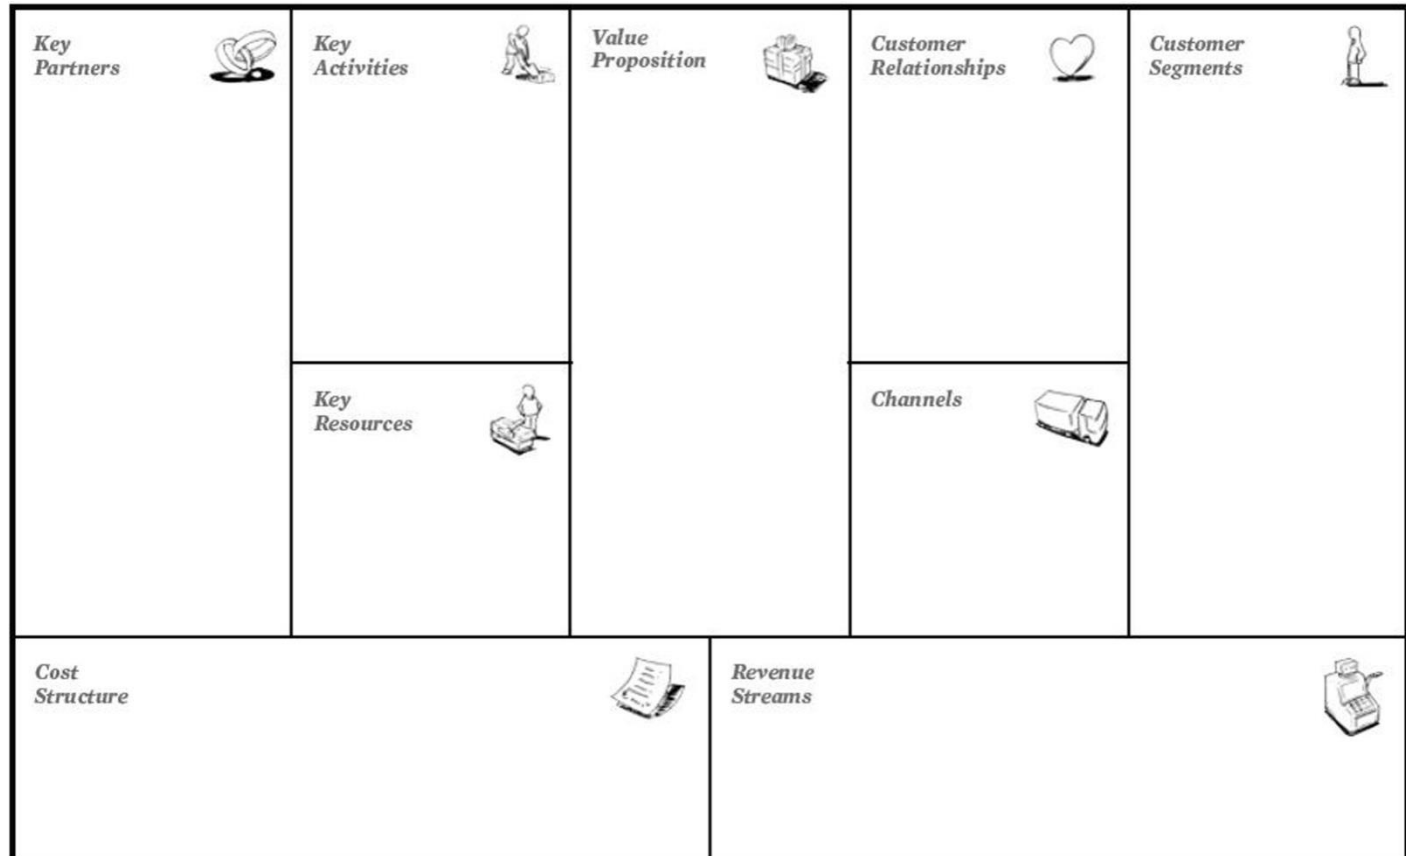 Key
Partners
Key
Activities
Value
Proposition
Customer
Relationships
Customer
Segments
Key
Resources
Channels
Cost
Structure
Revenue
Streams